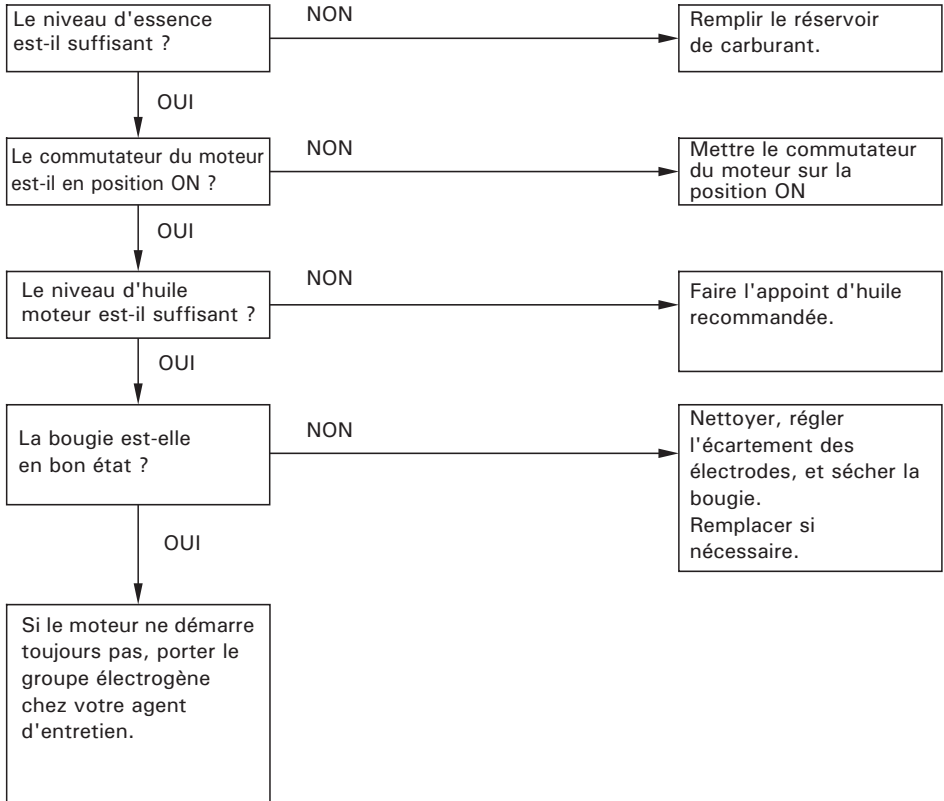 Le niveau d'essence
est-il suffisant ?
NON
Remplir le réservoir
de carburant.
OUI
Le commutateur du moteur
est-il en position ON ?
NON
Mettre le commutateur
du moteur sur la
position ON
OUI
Le niveau d'huile
moteur est-il suffisant ?
NON
Faire l'appoint d'huile
recommandée.
OUI
La bougie est-elle
en bon état ?
NON
Nettoyer, régler
l'écartement des
électrodes, et sécher la
bougie.
Remplacer si
nécessaire.
OUI
Si le moteur ne démarre
toujours pas, porter le
groupe électrogène
chez votre agent
d'entretien.